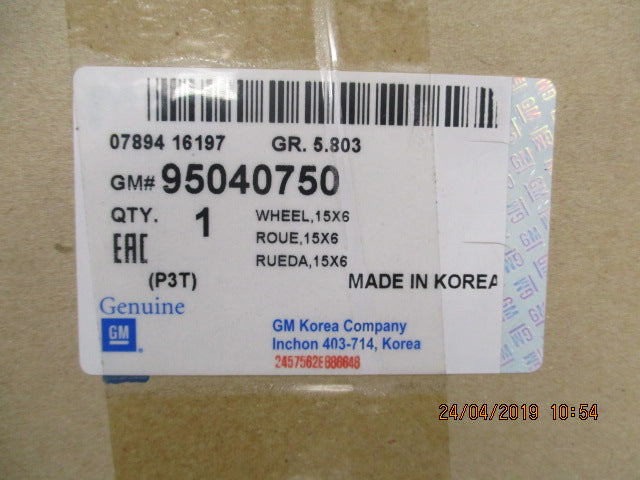 07894 16197 GR. 5.803
GM# 95040750
QTY. 1 WHEEL,15X6
ROUE,15X6
EAC RUEDA,15X6
(P3T) MADE IN KOREA
Genuine
GM
GM Korea Company
Inchon 403-714, Korea
24/04/2019 10:54